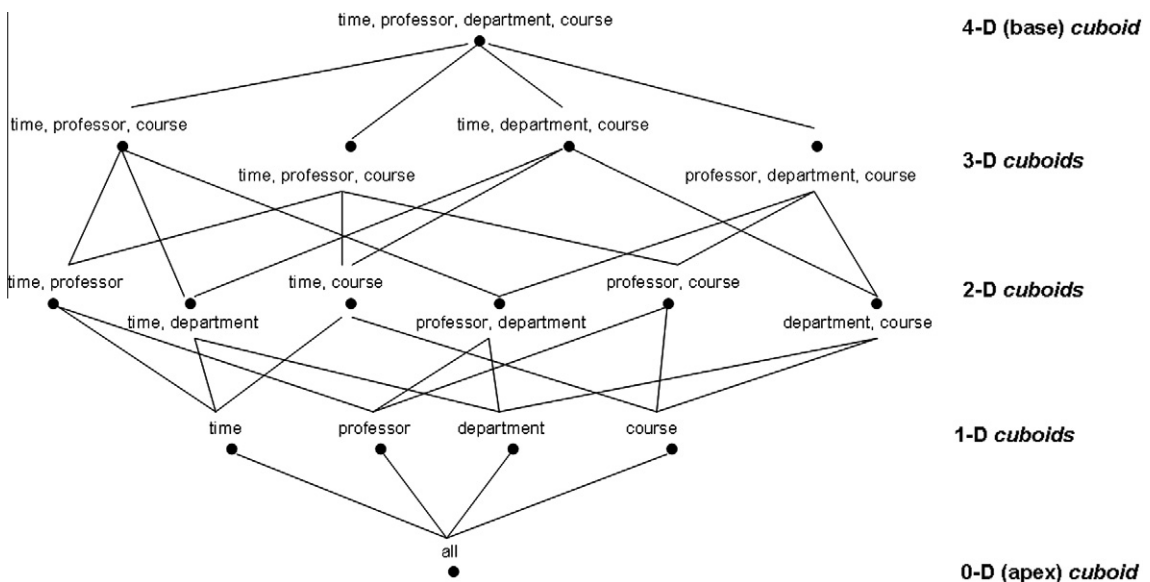 time, professor, department, course
4-D (base) cuboid
time, professor, course
time, department, course
3-D cuboids
time, professor, course
professor, department, course
time, professor
time, course
professor, course
2-D cuboids
time, department
professor, department
department, course
time
professor
department
course
1-D cuboids
all
0-D (apex) cuboid